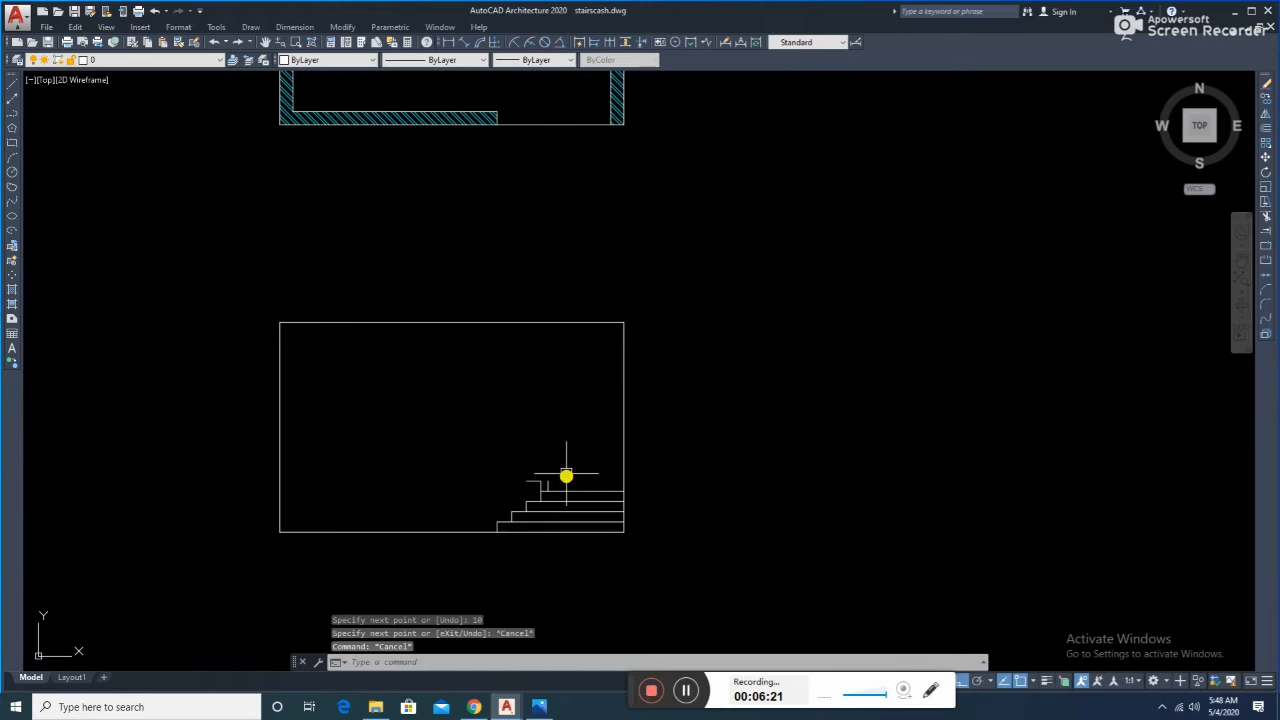 AutoCAD Architecture 2020 stairscash.dwg
Type a keyword or phrase
Sign In
Apowersoft
Screen Recorder
File Edit View Insert Format Tools Draw Dimension Modify Parametric Window Help
Standard
0
ByLayer
ByLayer
ByLayer
ByColor
[−][Top][2D Wireframe]
N
W
TOP
E
S
WCS
Y
X
Specify next point or [Undo]: 10
Specify next point or [eXit/Undo]: *Cancel*
Command: *Cancel*
Type a command
Activate Windows
Go to Settings to activate Windows.
Model
Layout1
+
1:1
Recording...
00:06:21
Type here to search
5:48 AM
5/4/2020